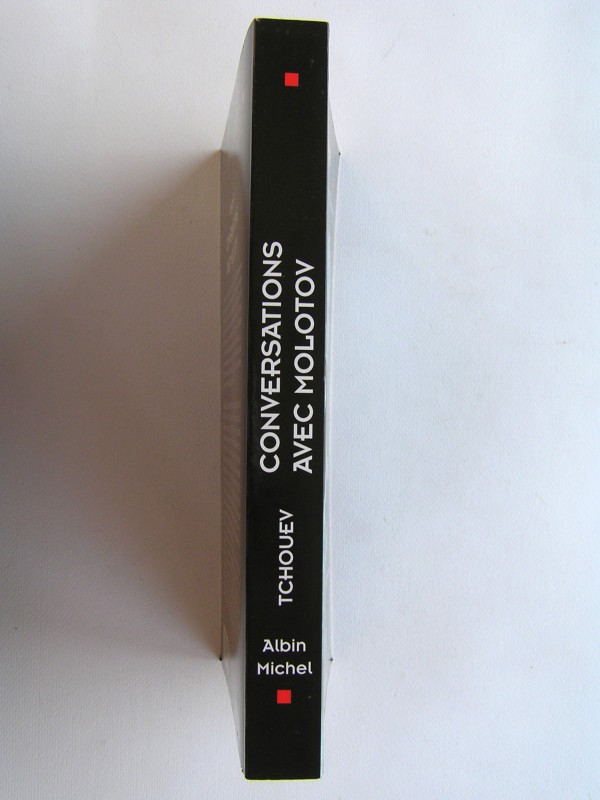 CONVERSATIONS
AVEC MOLOTOV
TCHOUEV
Albin
Michel